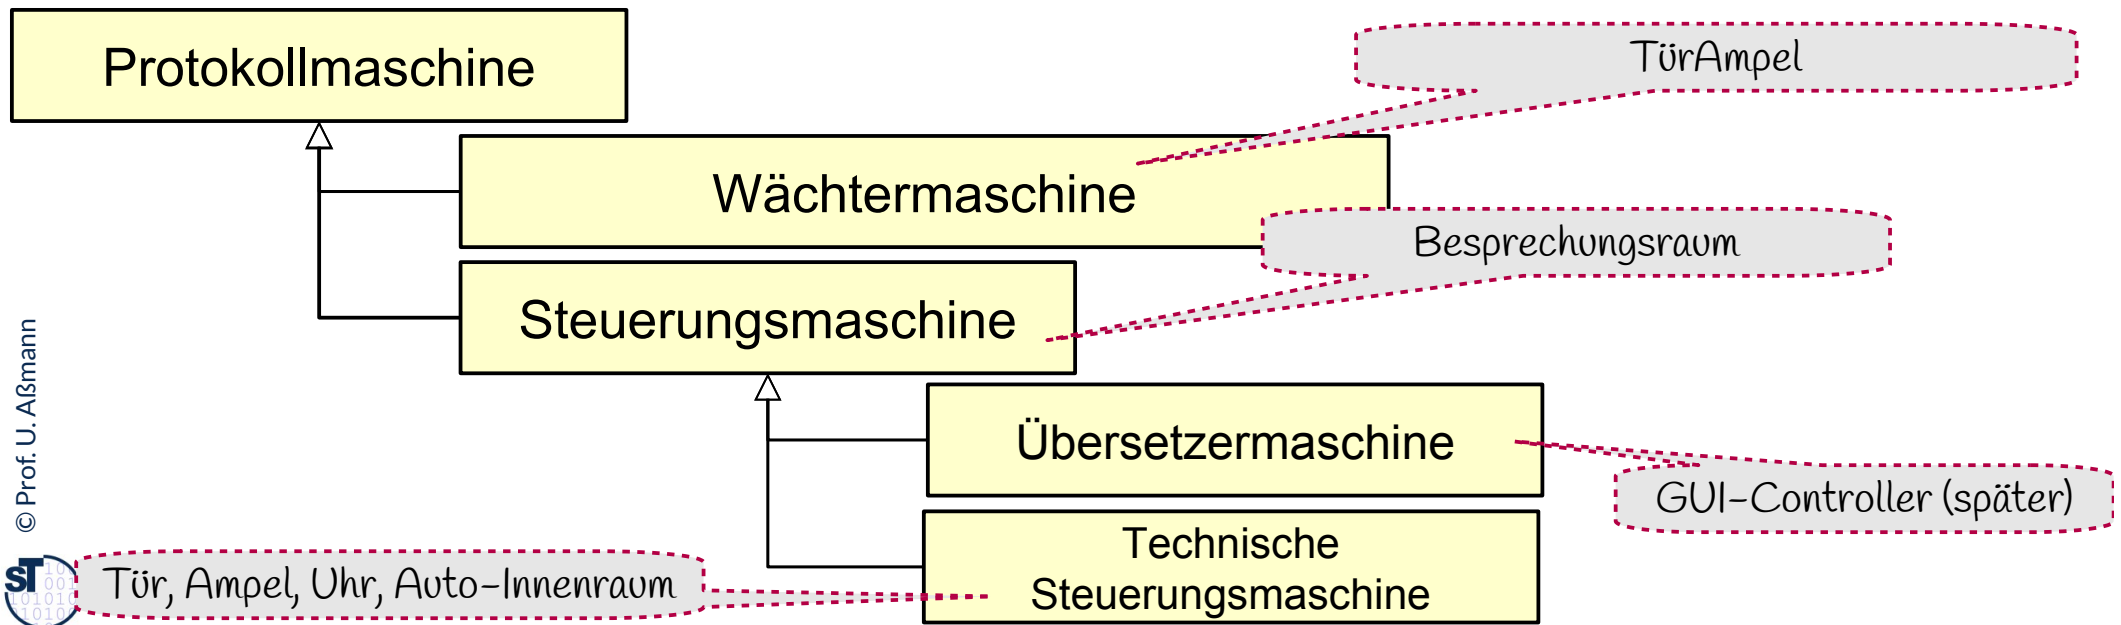 Protokollmaschine
TürAmpel
Wächtermaschine
Besprechungsraum
Steuerungsmaschine
Übersetzermaschine
GUI-Controller (später)
Technische
Steuerungsmaschine
Tür, Ampel, Uhr, Auto-Innenraum
© Prof. U. Aßmann
ST